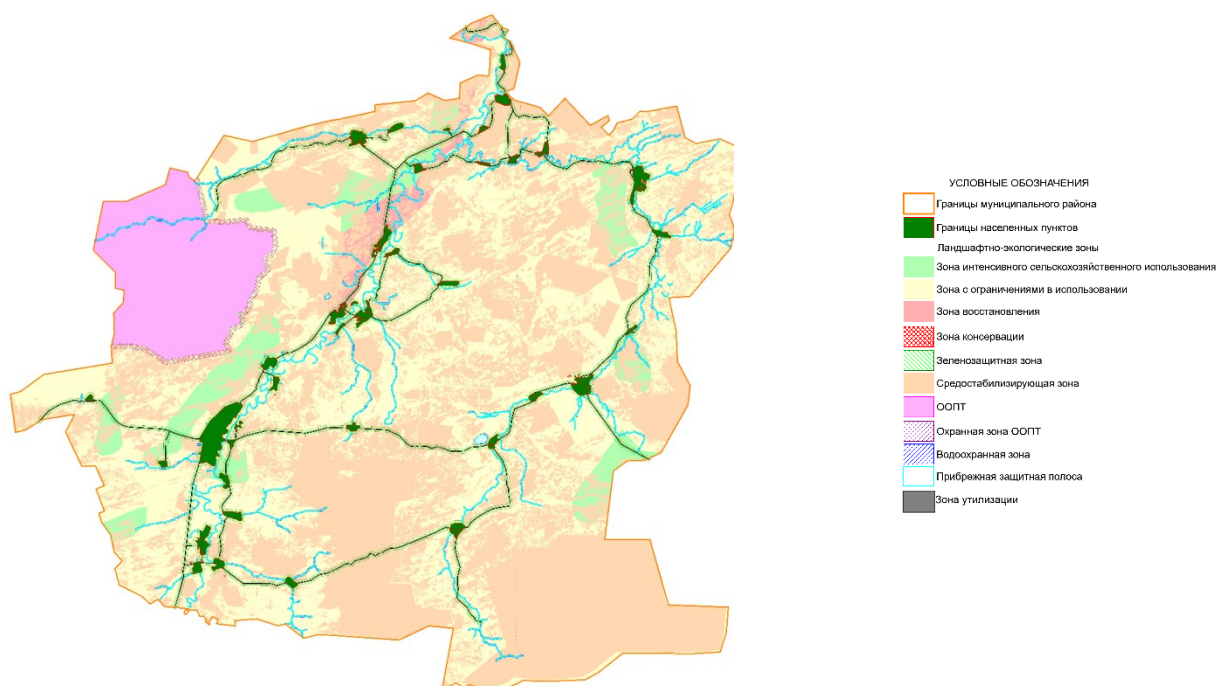 УСЛОВНЫЕ ОБОЗНАЧЕНИЯ
Границы муниципального района
Границы населенных пунктов
Ландшафтно-экологические зоны
Зона интенсивного сельскохозяйственного использования
Зона с ограничениями в использовании
Зона восстановления
Зона консервации
Зеленозащитная зона
Средостабилизирующая зона
ООПТ
Охранная зона ООПТ
Водоохранная зона
Прибрежная защитная полоса
Зона утилизации